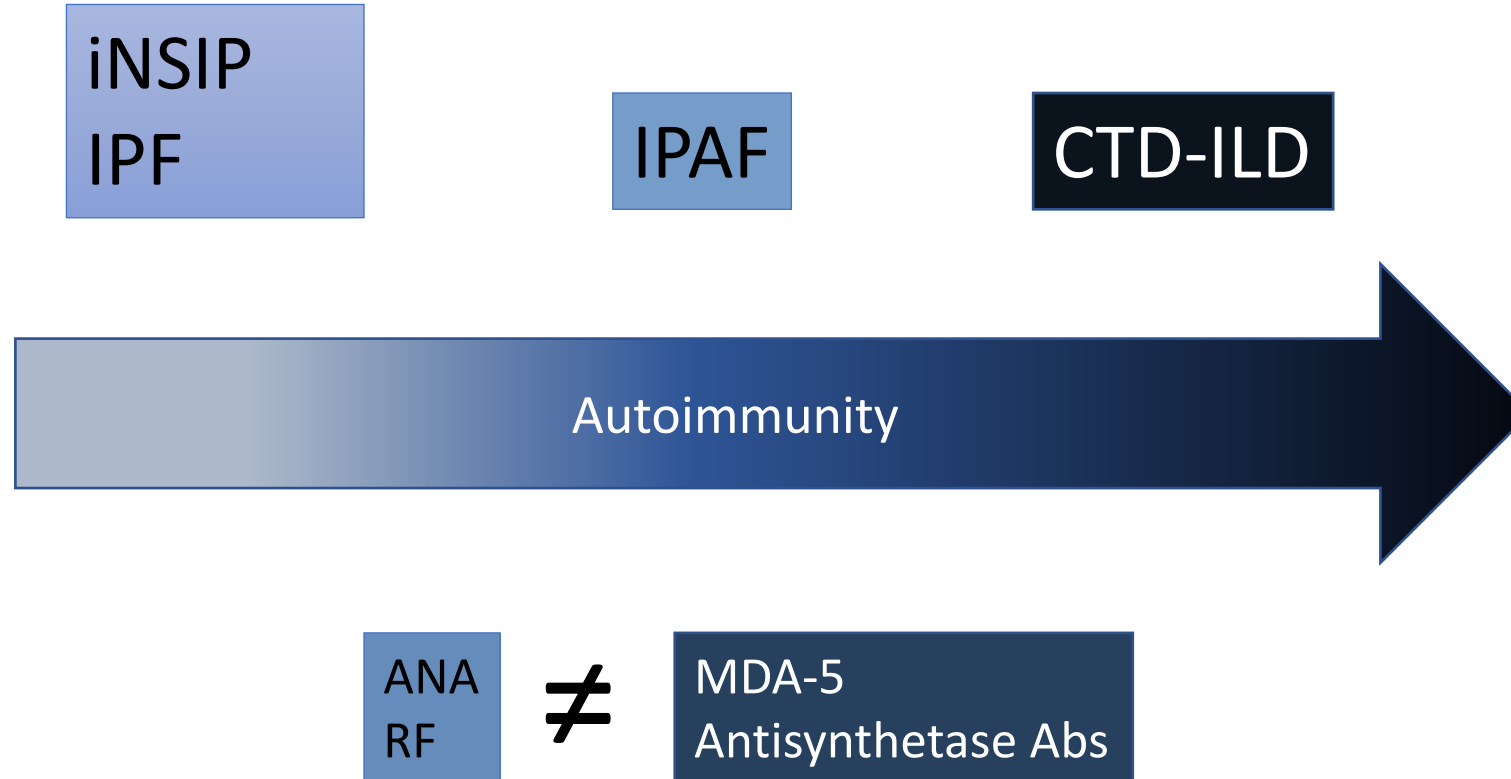 iNSIP
IPF
IPAF
CTD-ILD
Autoimmunity
ANA
RF
≠
MDA-5
Antisynthetase Abs